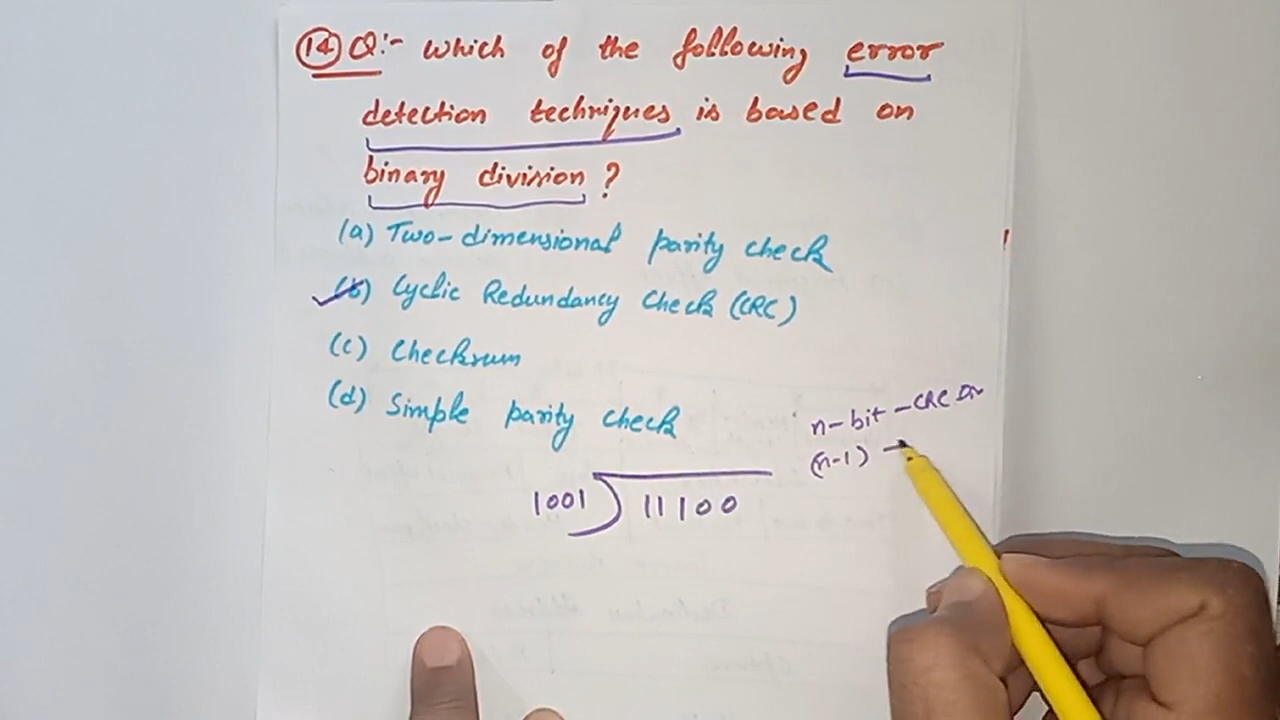 14 Q:- Which of the following error
detection techniques is based on
binary division ?
(a) Two-dimensional parity check
(b) Cyclic Redundancy Check (CRC)
(c) Checksum
(d) Simple parity check
n-bit - CRC
(n-1) -
1001 ) 11100